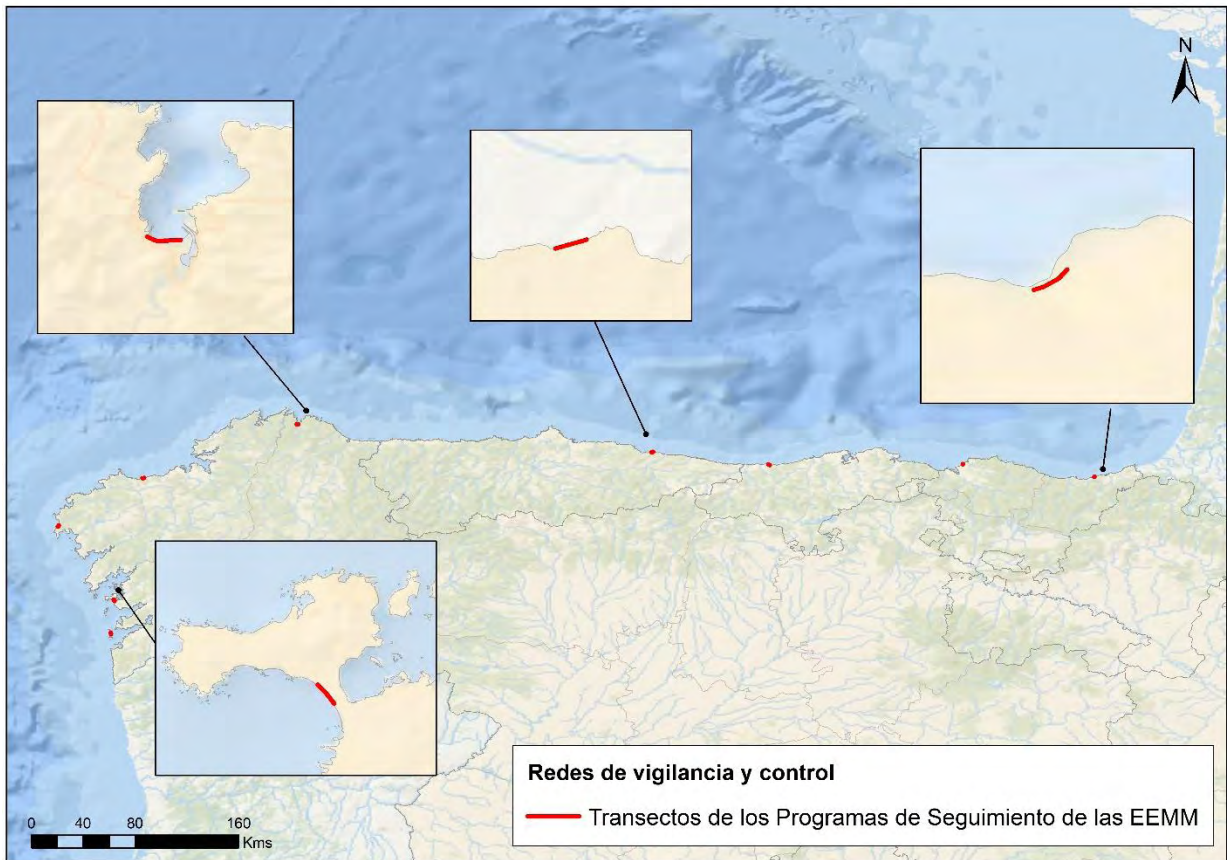 N
Redes de vigilancia y control
Transectos de los Programas de Seguimiento de las EEMM
0 40 80 160
Kms